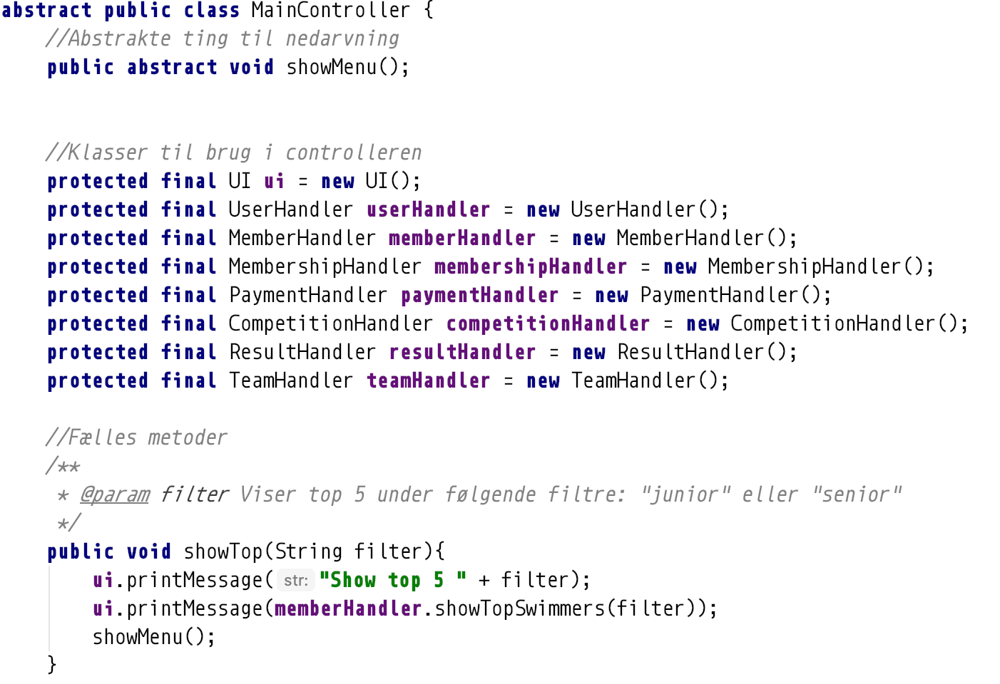 abstract public class MainController {
//Abstrakte ting til nedarvning
public abstract void showMenu();
//Klasser til brug i controlleren
protected final UI ui = new UI();
protected final UserHandler userHandler = new UserHandler();
protected final MemberHandler memberHandler = new MemberHandler();
protected final MembershipHandler membershipHandler = new MembershipHandler();
protected final PaymentHandler paymentHandler = new PaymentHandler();
protected final CompetitionHandler competitionHandler = new CompetitionHandler();
protected final ResultHandler resultHandler = new ResultHandler();
protected final TeamHandler teamHandler = new TeamHandler();
//Fælles metoder
/**
* @param filter Viser top 5 under følgende filtre: "junior" eller "senior"
*/
public void showTop(String filter){
ui.printMessage( str: "Show top 5 " + filter);
ui.printMessage(memberHandler.showTopSwimmers(filter));
showMenu();
}